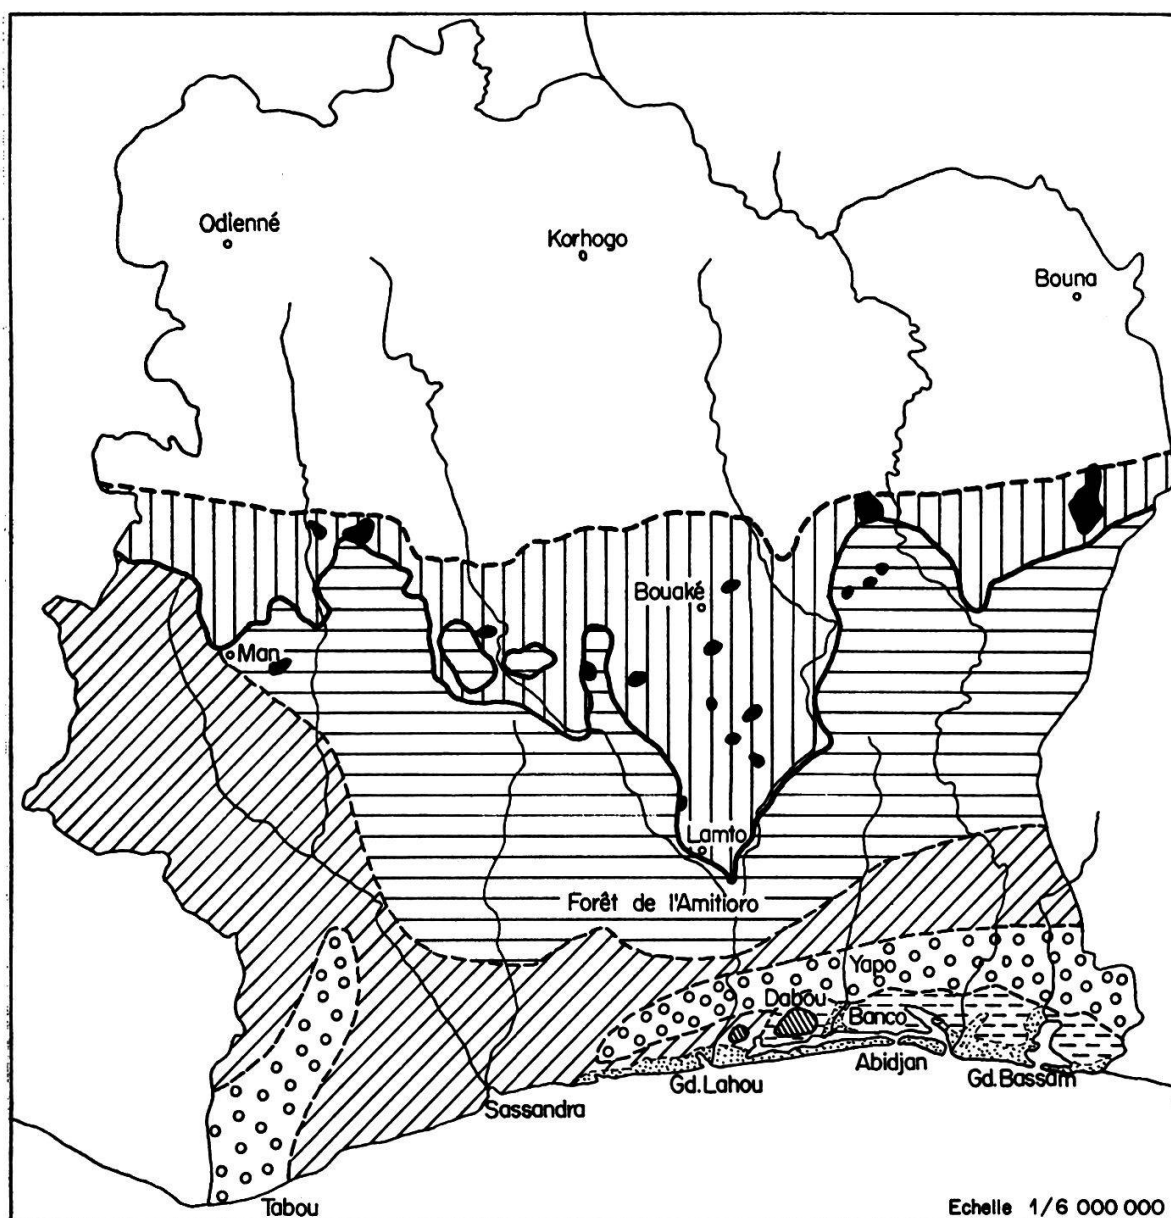 Odienné
Korhogo
Bouna
Bouaké
Man
Lamto
Forêt de l'Amitioro
Yapo
Dabou
Banco
Abidjan
Gd.Lahou
Gd.Bassam
Sassandra
Tabou
Echelle 1/6 000 000